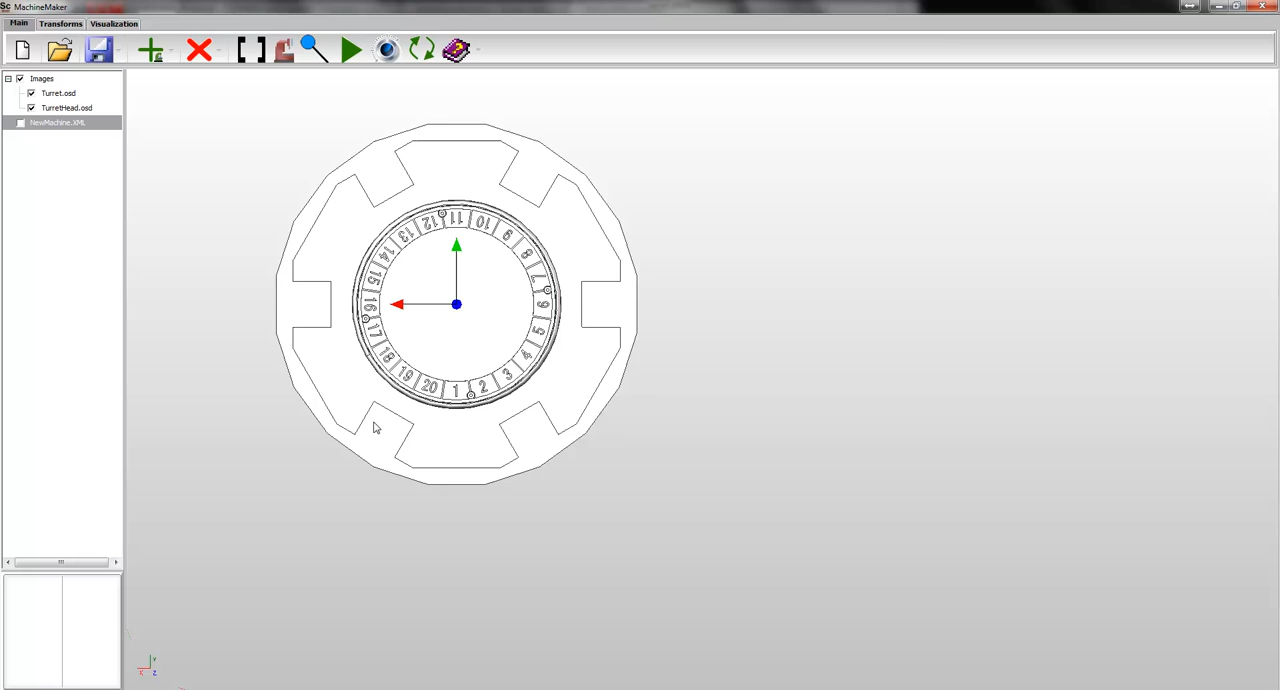 Sc MachineMaker
Main Transforms Visualization
Images
Turret.osd
TurretHead.osd
NewMachine.XML
1 2 3 4 5 6 7 8 9 10 11 12 13 14 15 16 17 18 19 20
Y
X Z